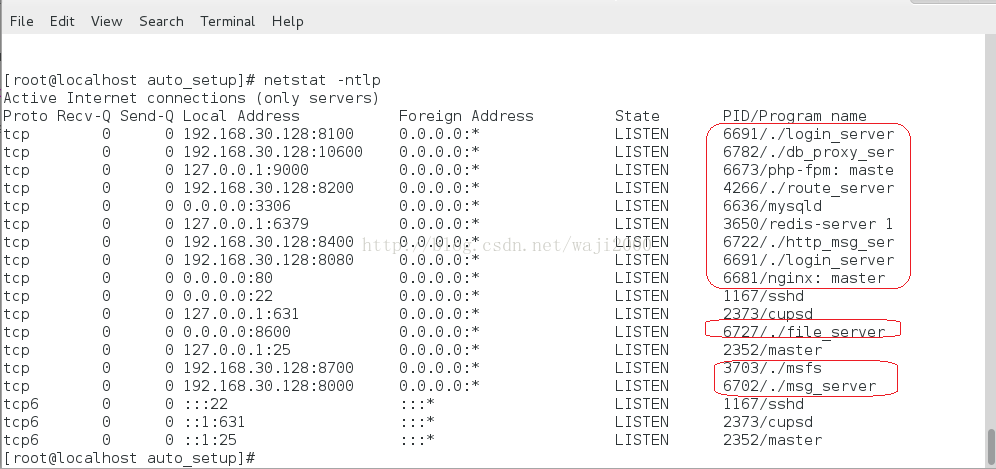 File Edit View Search Terminal Help
[root@localhost auto_setup]# netstat -ntlp
Active Internet connections (only servers)
Proto Recv-Q Send-Q Local Address Foreign Address State PID/Program name
tcp 0 0 192.168.30.128:8100 0.0.0.0:* LISTEN 6691/./login_server
tcp 0 0 192.168.30.128:10600 0.0.0.0:* LISTEN 6782/./db_proxy_ser
tcp 0 0 127.0.0.1:9000 0.0.0.0:* LISTEN 6673/php-fpm: maste
tcp 0 0 192.168.30.128:8200 0.0.0.0:* LISTEN 4266/./route_server
tcp 0 0 0.0.0.0:3306 0.0.0.0:* LISTEN 6636/mysqld
tcp 0 0 127.0.0.1:6379 0.0.0.0:* LISTEN 3650/redis-server 1
tcp 0 0 192.168.30.128:8400 0.0.0.0:* LISTEN 6722/./http_msg_ser
http://blog.csdn.net/waji2000
tcp 0 0 192.168.30.128:8080 0.0.0.0:* LISTEN 6691/./login_server
tcp 0 0 0.0.0.0:80 0.0.0.0:* LISTEN 6681/nginx: master
tcp 0 0 0.0.0.0:22 0.0.0.0:* LISTEN 1167/sshd
tcp 0 0 127.0.0.1:631 0.0.0.0:* LISTEN 2373/cupsd
tcp 0 0 0.0.0.0:8600 0.0.0.0:* LISTEN 6727/./file_server
tcp 0 0 127.0.0.1:25 0.0.0.0:* LISTEN 2352/master
tcp 0 0 192.168.30.128:8700 0.0.0.0:* LISTEN 3703/./msfs
tcp 0 0 192.168.30.128:8000 0.0.0.0:* LISTEN 6702/./msg_server
tcp6 0 0 :::22 :::* LISTEN 1167/sshd
tcp6 0 0 ::1:631 :::* LISTEN 2373/cupsd
tcp6 0 0 ::1:25 :::* LISTEN 2352/master
[root@localhost auto_setup]#